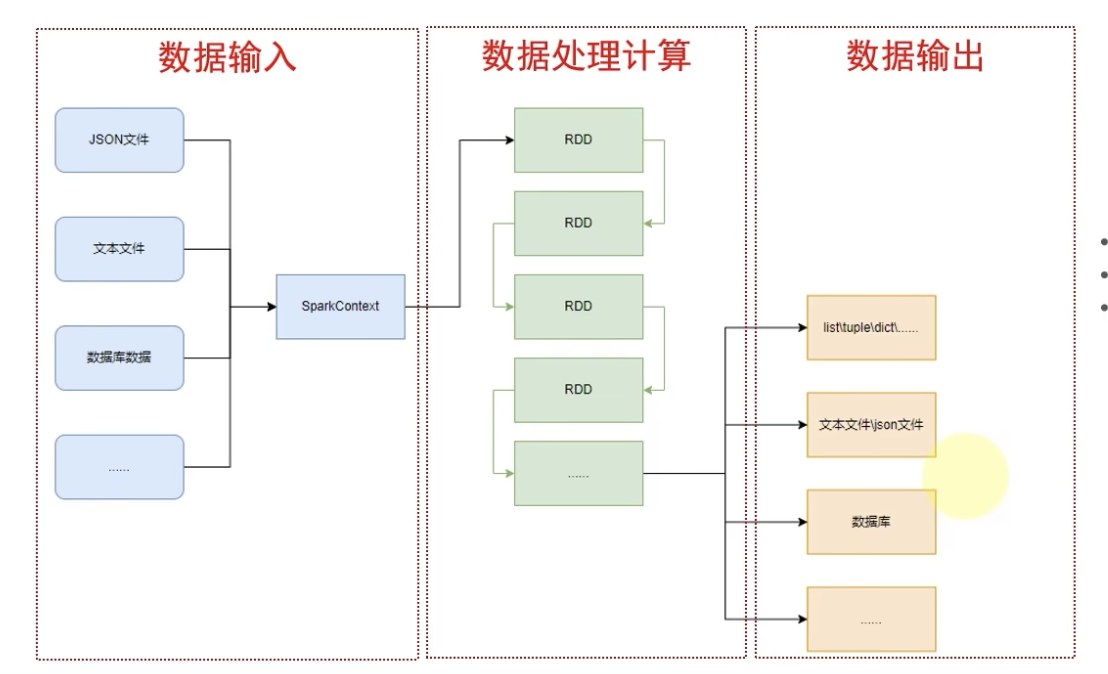 数据输入
JSON文件
文本文件
数据库数据
......
SparkContext
数据处理计算
RDD
RDD
RDD
RDD
......
数据输出
list\tuple\dict\......
文本文件\json文件
数据库
......